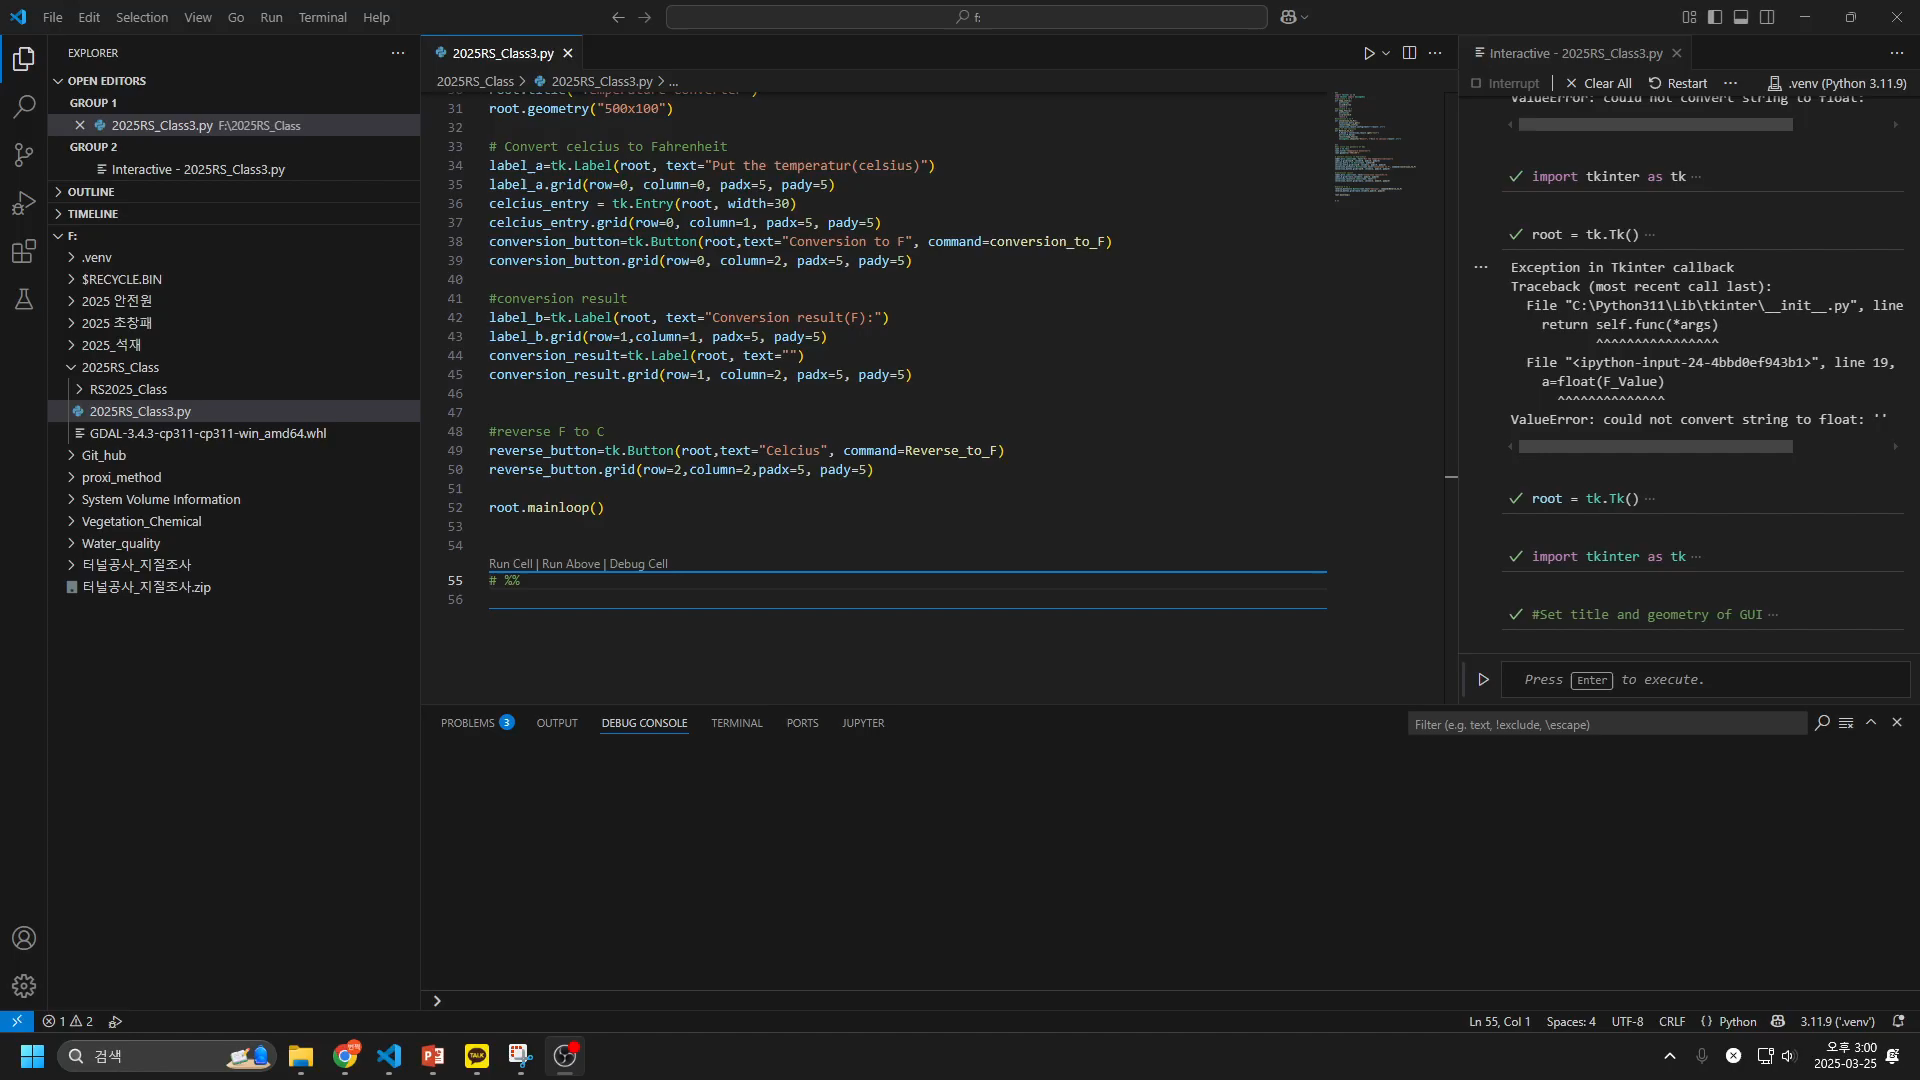 File Edit Selection View Go Run Terminal Help
f:
EXPLORER
OPEN EDITORS
GROUP 1
2025RS_Class3.py F:\2025RS_Class
GROUP 2
Interactive - 2025RS_Class3.py
OUTLINE
TIMELINE
F:
.venv
$RECYCLE.BIN
2025 안전원
2025 초창패
2025_석재
2025RS_Class
RS2025_Class
2025RS_Class3.py
GDAL-3.4.3-cp311-cp311-win_amd64.whl
Git_hub
proxi_method
System Volume Information
Vegetation_Chemical
Water_quality
터널공사_지질조사
터널공사_지질조사.zip
2025RS_Class3.py
2025RS_Class > 2025RS_Class3.py > ...
31 root.geometry("500x100")
32
33 # Convert celcius to Fahrenheit
34 label_a=tk.Label(root, text="Put the temperatur(celsius)")
35 label_a.grid(row=0, column=0, padx=5, pady=5)
36 celcius_entry = tk.Entry(root, width=30)
37 celcius_entry.grid(row=0, column=1, padx=5, pady=5)
38 conversion_button=tk.Button(root,text="Conversion to F", command=conversion_to_F)
39 conversion_button.grid(row=0, column=2, padx=5, pady=5)
40
41 #conversion result
42 label_b=tk.Label(root, text="Conversion result(F):")
43 label_b.grid(row=1,column=1, padx=5, pady=5)
44 conversion_result=tk.Label(root, text="")
45 conversion_result.grid(row=1, column=2, padx=5, pady=5)
46
47
48 #reverse F to C
49 reverse_button=tk.Button(root,text="Celcius", command=Reverse_to_F)
50 reverse_button.grid(row=2,column=2,padx=5, pady=5)
51
52 root.mainloop()
53
54
Run Cell | Run Above | Debug Cell
55 # %%
56
Interactive - 2025RS_Class3.py
Interrupt | Clear All Restart ... .venv (Python 3.11.9)
ValueError: could not convert string to float:
import tkinter as tk ...
root = tk.Tk() ...
Exception in Tkinter callback
Traceback (most recent call last):
File "C:\Python311\Lib\tkinter\__init__.py", line
return self.func(*args)
^^^^^^^^^^^^^^^^
File "<ipython-input-24-4bbd0ef943b1>", line 19,
a=float(F_Value)
^^^^^^^^^^^^^^
ValueError: could not convert string to float: ''
root = tk.Tk() ...
import tkinter as tk ...
#Set title and geometry of GUI ...
Press Enter to execute.
PROBLEMS 3 OUTPUT DEBUG CONSOLE TERMINAL PORTS JUPYTER
Filter (e.g. text, !exclude, \escape)
1 2
Ln 55, Col 1 Spaces: 4 UTF-8 CRLF {} Python 3.11.9 ('.venv')
검색
TALK
오후 3:00
2025-03-25